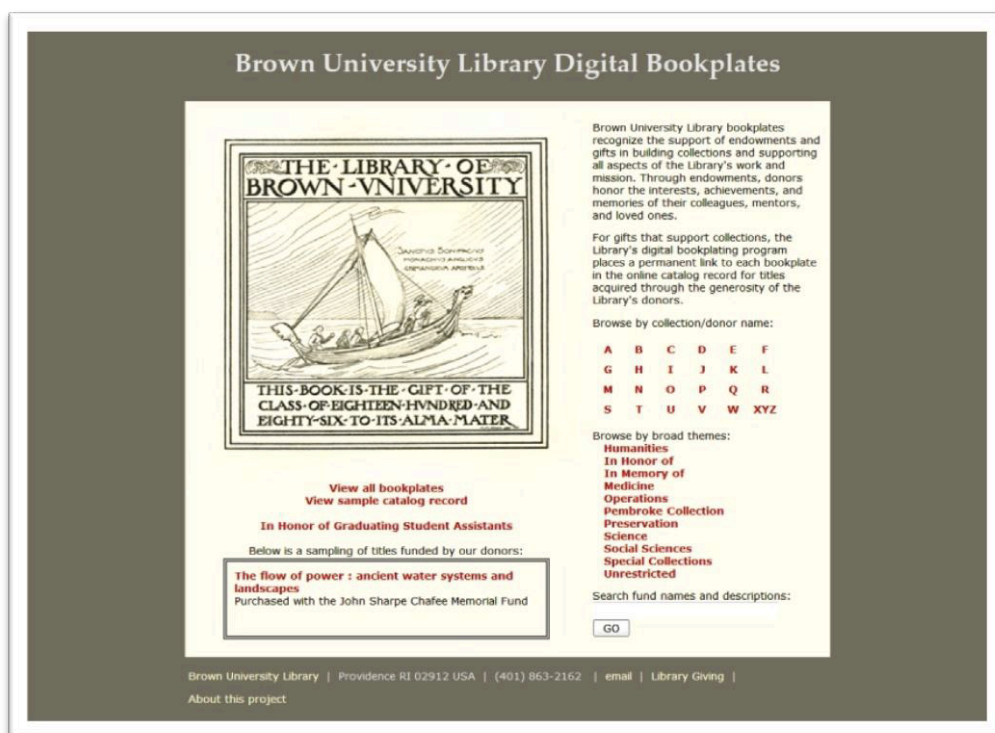 Brown University Library Digital Bookplates
THE·LIBRARY·OF
BROWN-VNIVERSITY
SANCTVS BONIFACIVS
MONACHVS ANGLICVS
GERMANORVM APOSTOLVS
THIS·BOOK·IS·THE·GIFT·OF·THE
CLASS·OF·EIGHTEEN·HVNDRED·AND
EIGHTY-SIX·TO·ITS·ALMA·MATER
View all bookplates
View sample catalog record
In Honor of Graduating Student Assistants
Below is a sampling of titles funded by our donors:
The flow of power : ancient water systems and
landscapes
Purchased with the John Sharpe Chafee Memorial Fund
Brown University Library bookplates
recognize the support of endowments and
gifts in building collections and supporting
all aspects of the Library's work and
mission. Through endowments, donors
honor the interests, achievements, and
memories of their colleagues, mentors,
and loved ones.
For gifts that support collections, the
Library's digital bookplating program
places a permanent link to each bookplate
in the online catalog record for titles
acquired through the generosity of the
Library's donors.
Browse by collection/donor name:
A B C D E F
G H I J K L
M N O P Q R
S T U V W XYZ
Browse by broad themes:
Humanities
In Honor of
In Memory of
Medicine
Operations
Pembroke Collection
Preservation
Science
Social Sciences
Special Collections
Unrestricted
Search fund names and descriptions:
GO
Brown University Library | Providence RI 02912 USA | (401) 863-2162 | email | Library Giving |
About this project